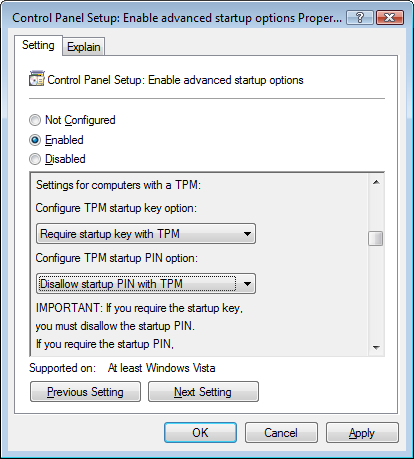 Control Panel Setup: Enable advanced startup options Proper...
Setting
Explain
Control Panel Setup: Enable advanced startup options
Not Configured
Enabled
Disabled
Settings for computers with a TPM:
Configure TPM startup key option:
Require startup key with TPM
Configure TPM startup PIN option:
Disallow startup PIN with TPM
IMPORTANT: If you require the startup key,
you must disallow the startup PIN.
If you require the startup PIN,
Supported on: At least Windows Vista
Previous Setting
Next Setting
OK
Cancel
Apply